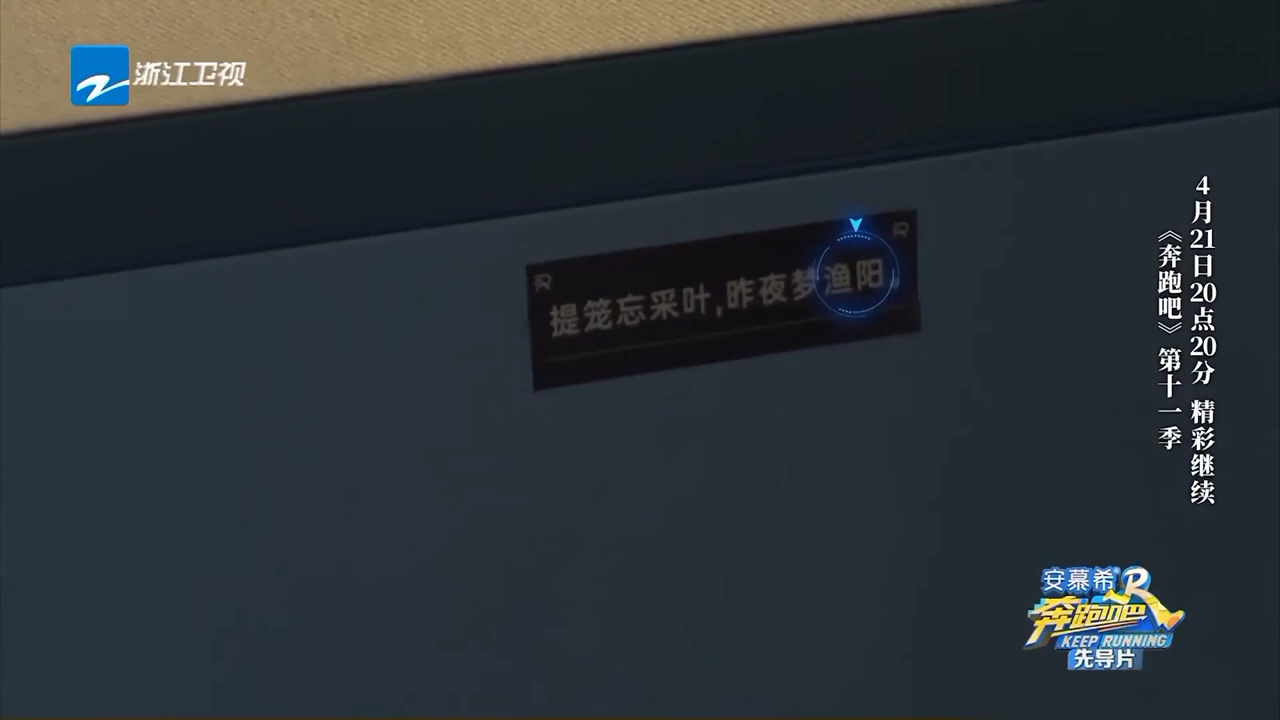 浙江卫视
R R
提笼忘采叶,昨夜梦渔阳。
4月21日20点20分 精彩继续
《奔跑吧》第十一季
安慕希
R
奔跑吧
KEEP RUNNING
先导片